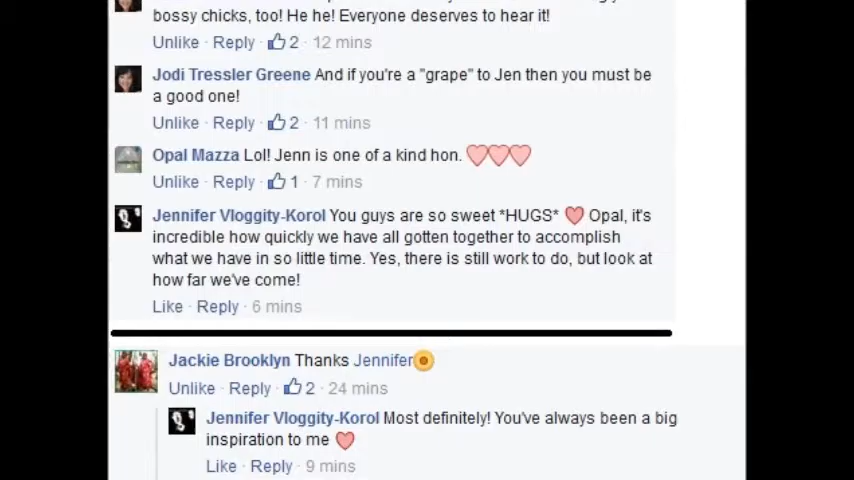 bossy chicks, too! He he! Everyone deserves to hear it!
Unlike · Reply · 2 · 12 mins
Jodi Tressler Greene And if you're a "grape" to Jen then you must be
a good one!
Unlike · Reply · 2 · 11 mins
Opal Mazza Lol! Jenn is one of a kind hon.
Unlike · Reply · 1 · 7 mins
Jennifer Vloggity-Korol You guys are so sweet *HUGS* Opal, it's
incredible how quickly we have all gotten together to accomplish
what we have in so little time. Yes, there is still work to do, but look at
how far we've come!
Like · Reply · 6 mins
Jackie Brooklyn Thanks Jennifer
Unlike · Reply · 2 · 24 mins
Jennifer Vloggity-Korol Most definitely! You've always been a big
inspiration to me
Like · Reply · 9 mins